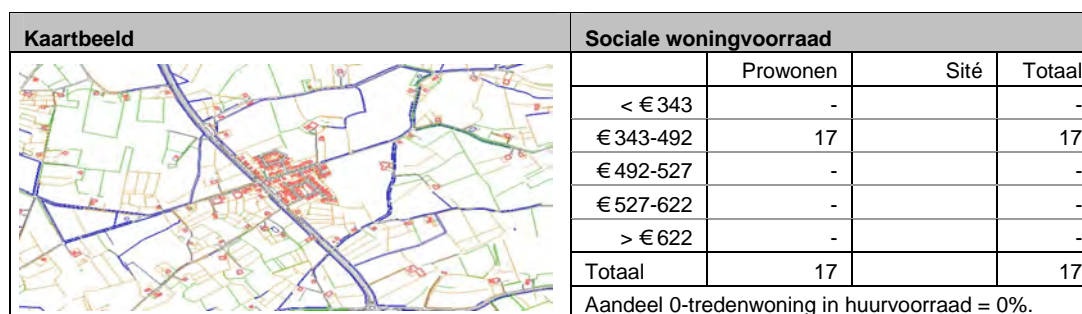 Kaartbeeld
Sociale woningvoorraad
Prowonen Sité Totaal
< € 343 - -
€ 343-492 17 17
€ 492-527 - -
€ 527-622 - -
> € 622 - -
Totaal 17 17
Aandeel 0-tredenwoning in huurvoorraad = 0%.